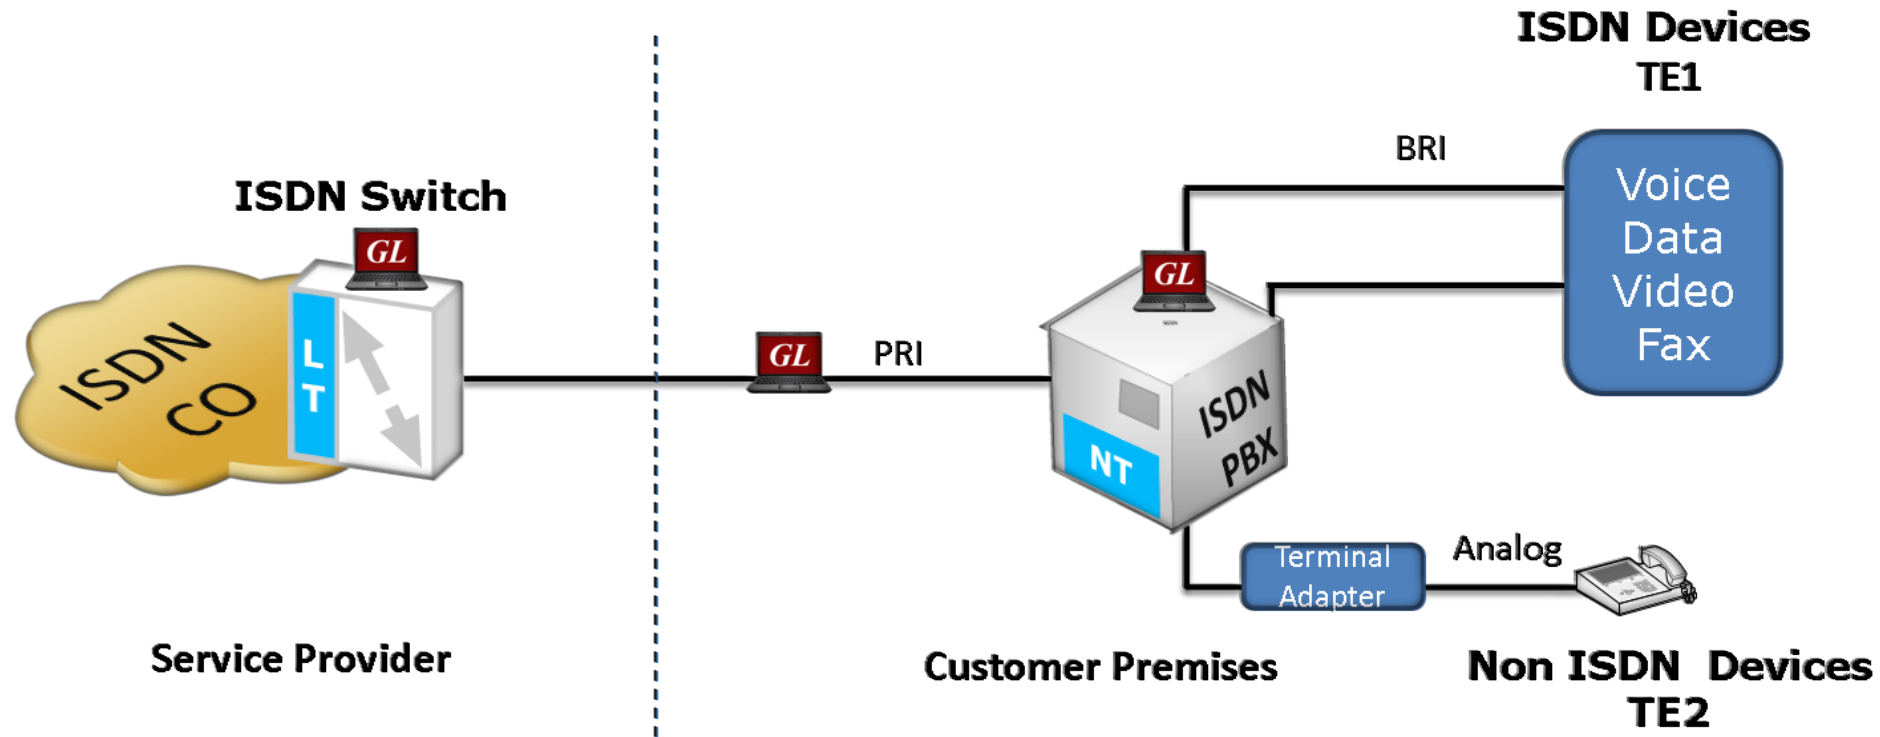 ISDN Devices
TE1
BRI
Voice
Data
Video
Fax
ISDN Switch
GL
GL
ISDN
CO
L
T
GL
PRI
ISDN
PBX
NT
Terminal
Adapter
Analog
Service Provider
Customer Premises
Non ISDN Devices
TE2